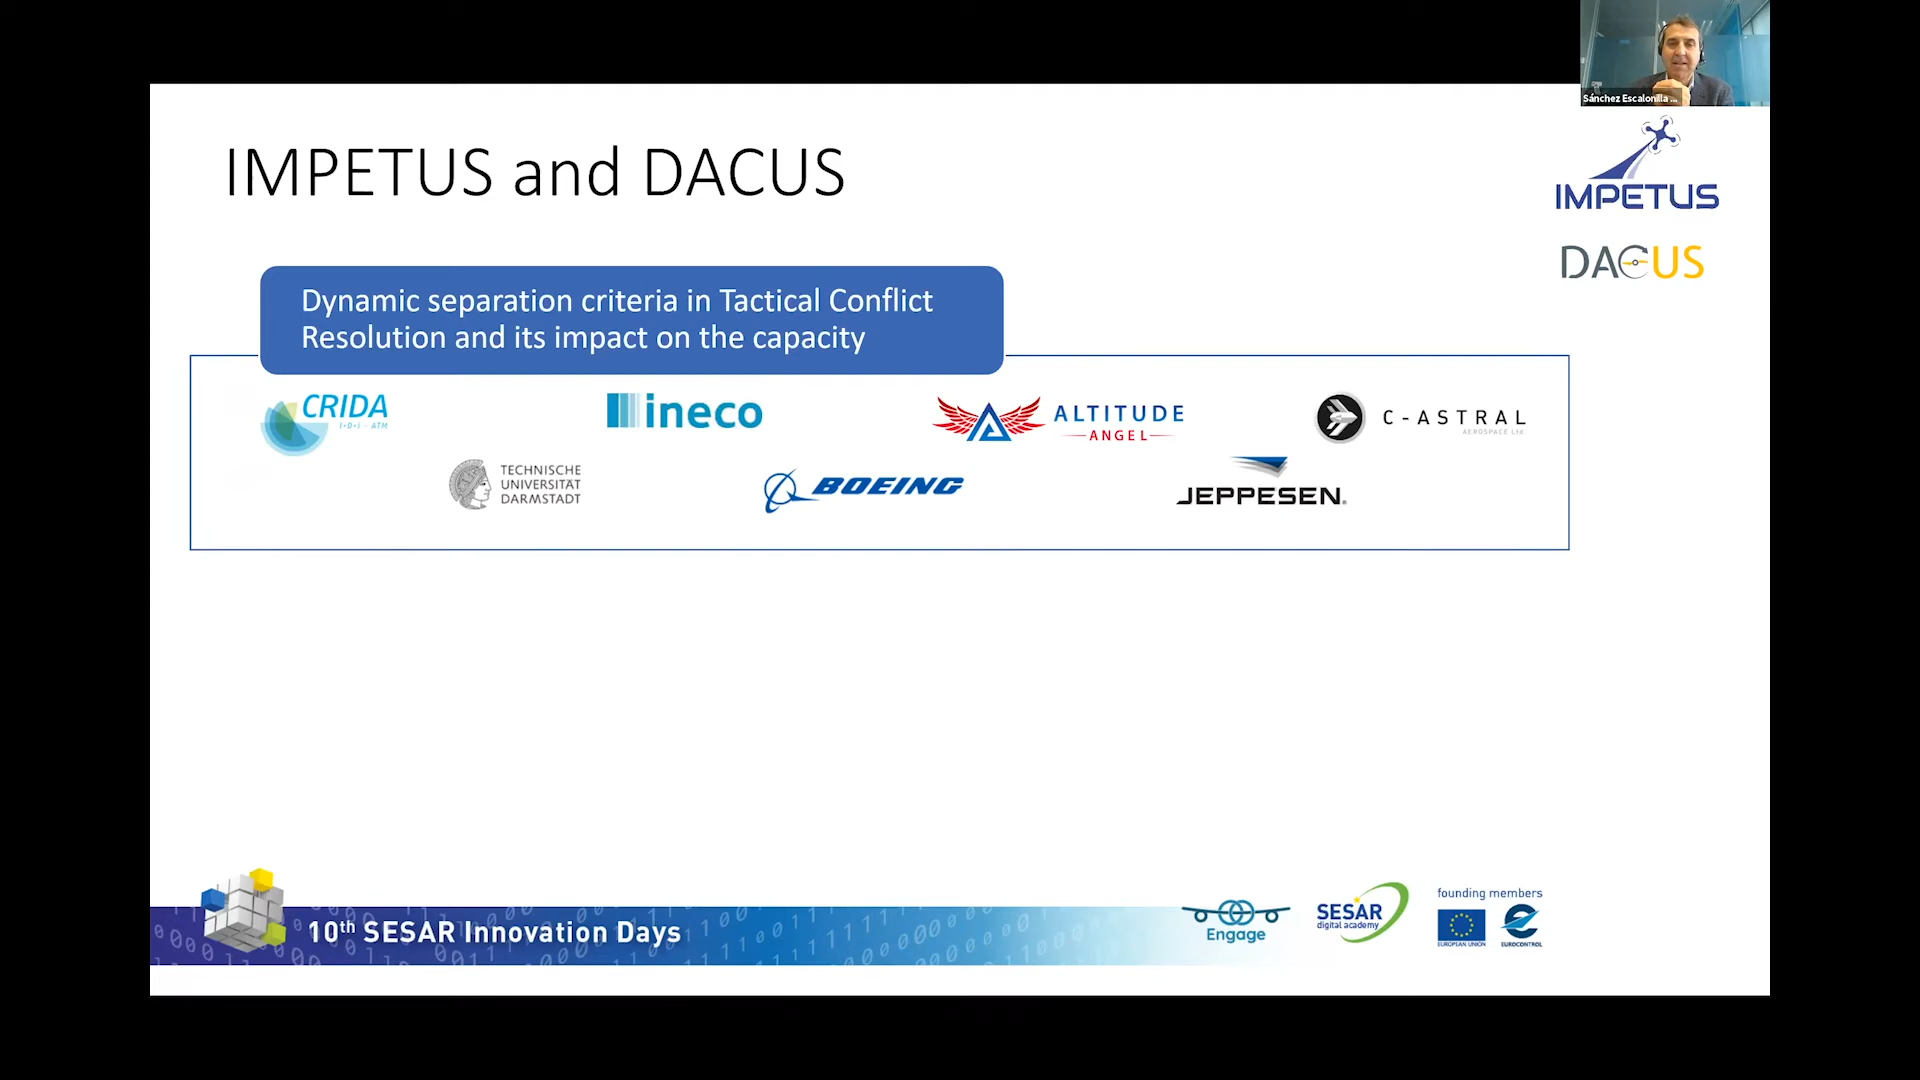 Sánchez Escalonilla ...
IMPETUS and DACUS
IMPETUS
DACUS
Dynamic separation criteria in Tactical Conflict
Resolution and its impact on the capacity
CRIDA
I+D+i - ATM
ineco
ALTITUDE
ANGEL
C-ASTRAL
AEROSPACE Ltd.
TECHNISCHE
UNIVERSITÄT
DARMSTADT
BOEING
JEPPESEN.
10th SESAR Innovation Days
Engage
SESAR
digital academy
founding members
EUROPEAN UNION
EUROCONTROL